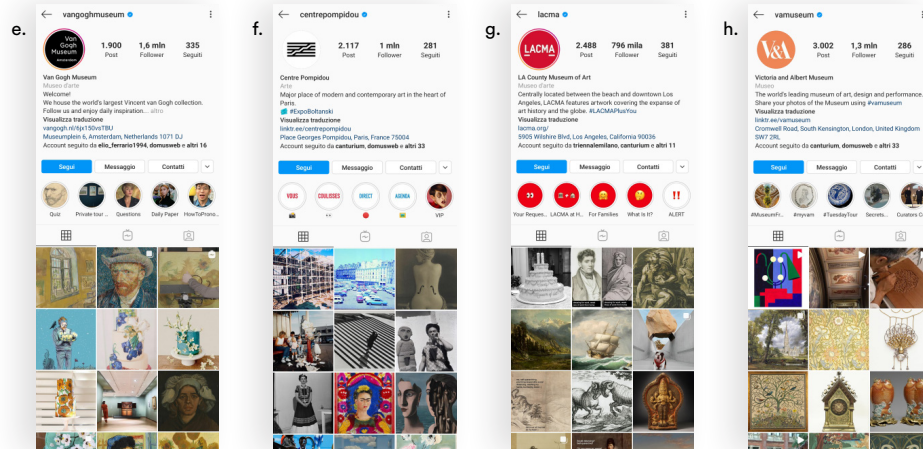 e.
vangoghmuseum
Van
Gogh
Museum
1.900 1,6 mln 335
Post Follower Seguiti
Van Gogh Museum
Museo d'arte
Welcome!
We house the world's largest Vincent van Gogh collection.
Follow us and enjoy daily inspiration... altro
Visualizza traduzione
vangogh.nl/6jx150vsTBU
Museumplein 6, Amsterdam, Netherlands 1071 DJ
Account seguito da elio_ferrario1994, domusweb e altri 16
Segui Messaggio Contatti
Quiz Private tour ... Questions Daily Paper HowToProno...
f.
centrepompidou
2.117 1 mln 281
Post Follower Seguiti
Centre Pompidou
Arte
Major place of modern and contemporary art in the heart of
Paris.
#ExpoBoltanski
Visualizza traduzione
linktr.ee/centrepompidou
Place Georges Pompidou, Paris, France 75004
Account seguito da canturium, domusweb e altri 33
Segui Messaggio Contatti
VOUS COULISSES DIRECT AGENDA
VIP
g.
lacma
LACMA
2.488 796 mila 381
Post Follower Seguiti
LA County Museum of Art
Museo d'arte
Centrally located between the beach and downtown Los
Angeles, LACMA features artwork covering the expanse of
art history. #LACMAPlusYou
Visualizza traduzione
lacma.org/
5905 Wilshire Blvd, Los Angeles, California 90036
Account seguito da triennalemilano, canturium e altri 11
Segui Messaggio Contatti
Your Reques... LACMA at H... For Families What Is It? ALERT
h.
vamuseum
V&A
3.002 1,3 mln 286
Post Follower Seguiti
Victoria and Albert Museum
Museo
The world's leading museum of art, design and performance.
Share your photos of the Museum using #vamuseum
Visualizza traduzione
linktr.ee/vamuseum
Cromwell Road, South Kensington, London, United Kingdom
SW7 2RL
Account seguito da canturium, domusweb e altri 33
Segui Messaggio Contatti
#MuseumFr... #myvam #TuesdayTour Secrets... Curators C